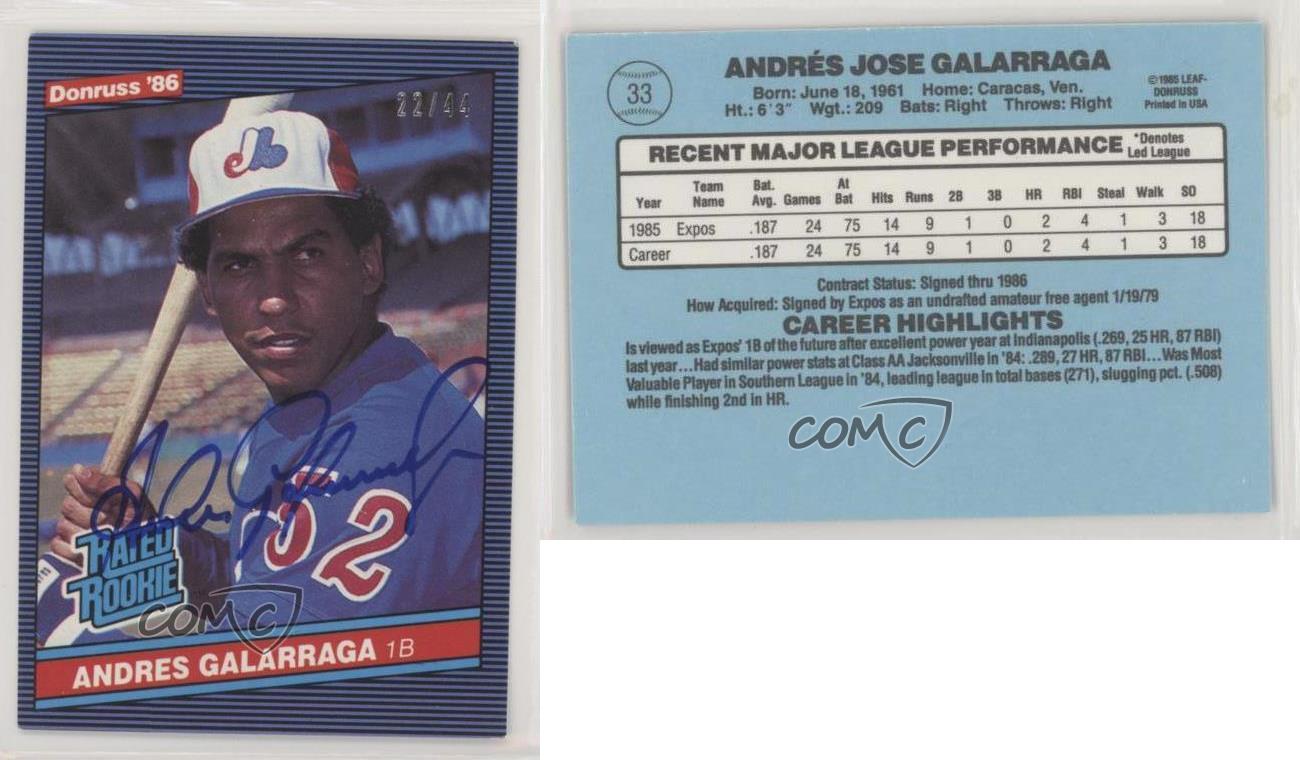 Donruss '86
22/44
Andres Galarraga
32
RATED
ROOKIE
COMC
ANDRES GALARRAGA 1B
33
ANDRÉS JOSE GALARRAGA
Born: June 18, 1961 Home: Caracas, Ven.
Ht.: 6'3" Wgt.: 209 Bats: Right Throws: Right
©1985 LEAF-
DONRUSS
Printed in USA
RECENT MAJOR LEAGUE PERFORMANCE *Denotes
Led League
Year Team Name Bat. Avg. Games At Bat Hits Runs 2B 3B HR RBI Steal Walk SO
1985 Expos .187 24 75 14 9 1 0 2 4 1 3 18
Career .187 24 75 14 9 1 0 2 4 1 3 18
Contract Status: Signed thru 1986
How Acquired: Signed by Expos as an undrafted amateur free agent 1/19/79
CAREER HIGHLIGHTS
Is viewed as Expos' 1B of the future after excellent power year at Indianapolis (.269, 25 HR, 87 RBI)
last year...Had similar power stats at Class AA Jacksonville in '84: .289, 27 HR, 87 RBI...Was Most
Valuable Player in Southern League in '84, leading league in total bases (271), slugging pct. (.508)
while finishing 2nd in HR.
COMC